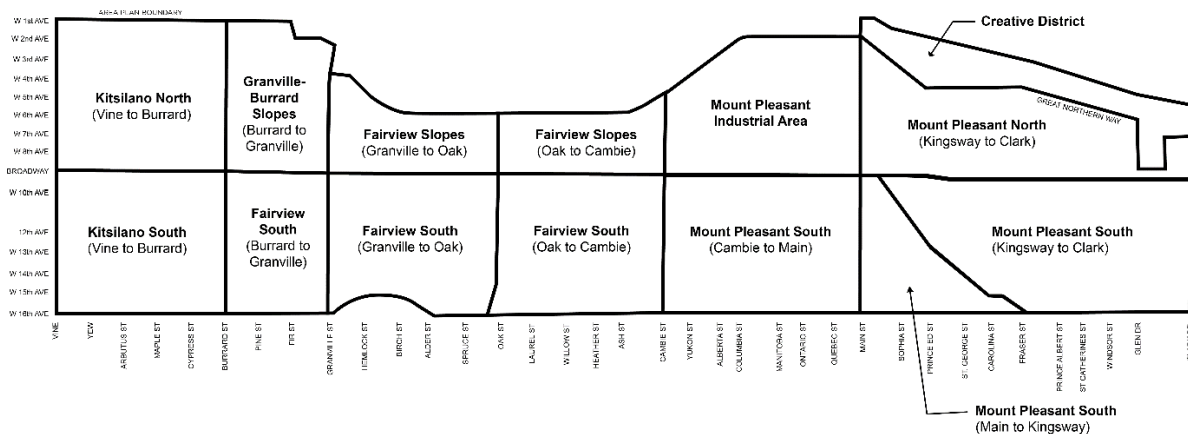 AREA PLAN BOUNDARY
W 1st AVE
W 2nd AVE
W 3rd AVE
W 4th AVE
W 5th AVE
W 6th AVE
W 7th AVE
W 8th AVE
BROADWAY
W 10th AVE
12th AVE
W 13th AVE
W 14th AVE
W 15th AVE
W 16th AVE
Kitsilano North
(Vine to Burrard)
Granville-
Burrard
Slopes
(Burrard to
Granville)
Fairview Slopes
(Granville to Oak)
Fairview Slopes
(Oak to Cambie)
Mount Pleasant
Industrial Area
Creative District
GREAT NORTHERN WAY
Mount Pleasant North
(Kingsway to Clark)
Kitsilano South
(Vine to Burrard)
Fairview
South
(Burrard to
Granville)
Fairview South
(Granville to Oak)
Fairview South
(Oak to Cambie)
Mount Pleasant South
(Cambie to Main)
Mount Pleasant South
(Kingsway to Clark)
VINE
YEW
ARBUTUS ST
MAPLE ST
CYPRESS ST
BURRARD ST
PINE ST
FIR ST
GRANVILLE ST
HEMLOCK ST
BIRCH ST
ALDER ST
SPRUCE ST
OAK ST
LAUREL ST
WILLOW ST
HEATHER ST
ASH ST
CAMBIE ST
YUKON ST
ALBERTA ST
COLUMBIA ST
MANITOBA ST
ONTARIO ST
QUEBEC ST
MAIN ST
SOPHIA ST
PRINCE ED ST
ST. GEORGE ST
CAROLINA ST
FRASER ST
PRINCE ALBERT ST
ST CATHERINES ST
WINDSOR ST
GLEN DR
Mount Pleasant South
(Main to Kingsway)